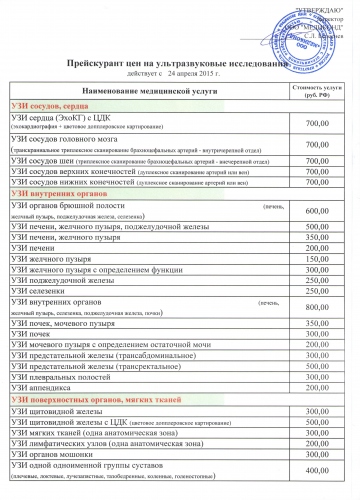 "УТВЕРЖДАЮ"
Прейскурант цен на ультразвуковые исследования
действует с 24 апреля 2015 г.
Наименование медицинской услуги
Стоимость услуги
(руб. РФ)
УЗИ сосудов, сердца
УЗИ сердца (ЭхоКГ) с ЦДК
(эхокардиография + цветовое допплеровское картирование)
700,00
УЗИ сосудов головного мозга
(транскраниальное триплексное сканирование брахиоцефальных артерий - внутричерепной отдел)
700,00
УЗИ сосудов шеи (триплексное сканирование брахиоцефальных артерий - внечерепной отдел) 700,00
УЗИ сосудов верхних конечностей (дуплексное сканирование артерий или вен) 700,00
УЗИ сосудов нижних конечностей (дуплексное сканирование артерий или вен) 700,00
УЗИ внутренних органов
УЗИ органов брюшной полости (печень,
желчный пузырь, поджелудочная железа, селезенка)
600,00
УЗИ печени, желчного пузыря, поджелудочной железы 500,00
УЗИ печени, желчного пузыря 350,00
УЗИ печени 200,00
УЗИ желчного пузыря 150,00
УЗИ желчного пузыря с определением функции 300,00
УЗИ поджелудочной железы 250,00
УЗИ селезенки 250,00
УЗИ внутренних органов (печень,
желчный пузырь, селезенка, поджелудочная железа, почки)
800,00
УЗИ почек, мочевого пузыря 350,00
УЗИ почек 300,00
УЗИ мочевого пузыря с определением остаточной мочи 200,00
УЗИ предстательной железы (трансабдоминальное) 300,00
УЗИ предстательной железы (трансректальное) 500,00
УЗИ плевральных полостей 300,00
УЗИ аппендикса 200,00
УЗИ поверхностных органов, мягких тканей
УЗИ щитовидной железы 300,00
УЗИ щитовидной железы с ЦДК (цветовое допплеровское картирование) 500,00
УЗИ мягких тканей (одна анатомическая зона) 300,00
УЗИ лимфатических узлов (одна анатомическая зона) 200,00
УЗИ органов мошонки 300,00
УЗИ одной одноименной группы суставов
(плечевые, локтевые, лучезапястные, тазобедренные, коленные, голеностопные)
400,00